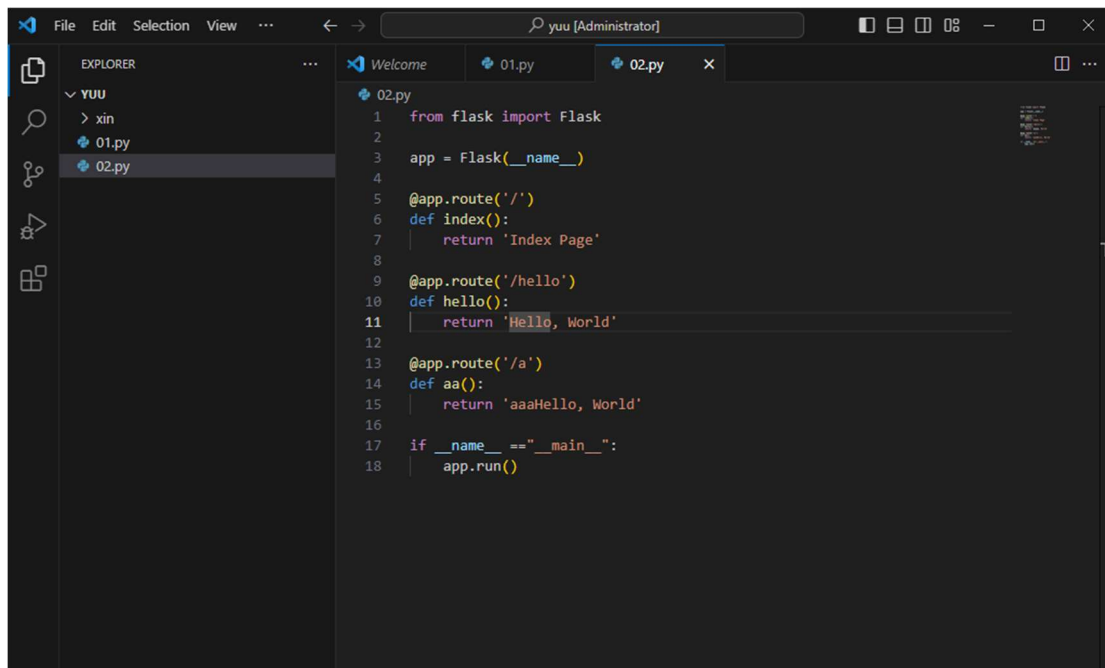 File Edit Selection View ··· yuu [Administrator]
EXPLORER ···
YUU
xin
01.py
02.py
Welcome 01.py 02.py
02.py
1 from flask import Flask
2
3 app = Flask(__name__)
4
5 @app.route('/')
6 def index():
7     return 'Index Page'
8
9 @app.route('/hello')
10 def hello():
11     return 'Hello, World'
12
13 @app.route('/a')
14 def aa():
15     return 'aaaHello, World'
16
17 if __name__ =="__main__":
18     app.run()